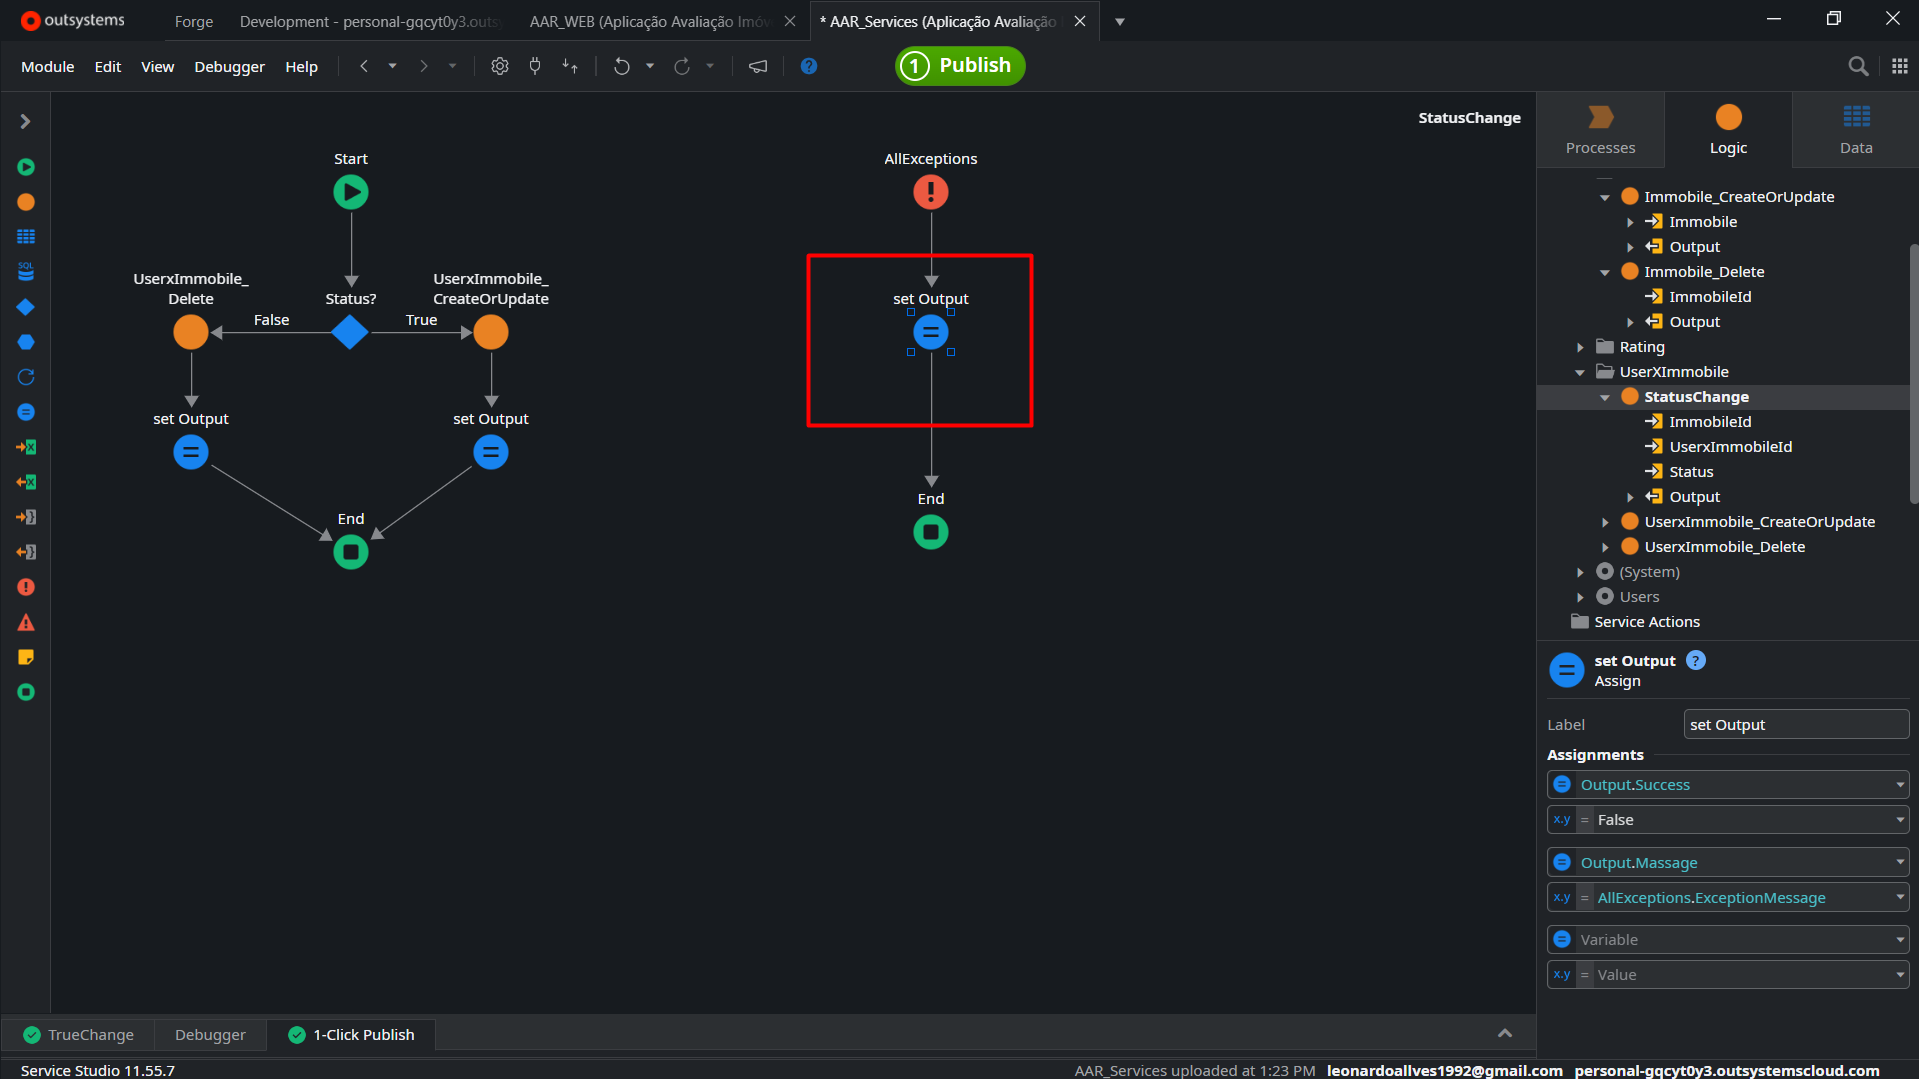 outsystems
Forge
Development - personal-gqcyt0y3.outs
AAR_WEB (Aplicação Avaliação Imóv
* AAR_Services (Aplicação Avaliação
Module Edit View Debugger Help
1 Publish
StatusChange
Processes
Logic
Data
Start
AllExceptions
UserxImmobile_
Delete
Status?
UserxImmobile_
CreateOrUpdate
False
True
set Output
set Output
set Output
End
End
SQL
Immobile_CreateOrUpdate
Immobile
Output
Immobile_Delete
ImmobileId
Output
Rating
UserXImmobile
StatusChange
ImmobileId
UserxImmobileId
Status
Output
UserxImmobile_CreateOrUpdate
UserxImmobile_Delete
(System)
Users
Service Actions
set Output ?
Assign
Label set Output
Assignments
Output.Success
x.y = False
Output.Massage
x.y = AllExceptions.ExceptionMessage
Variable
x.y = Value
TrueChange
Debugger
1-Click Publish
Service Studio 11.55.7
AAR_Services uploaded at 1:23 PM leonardoallves1992@gmail.com personal-gqcyt0y3.outsystemscloud.com